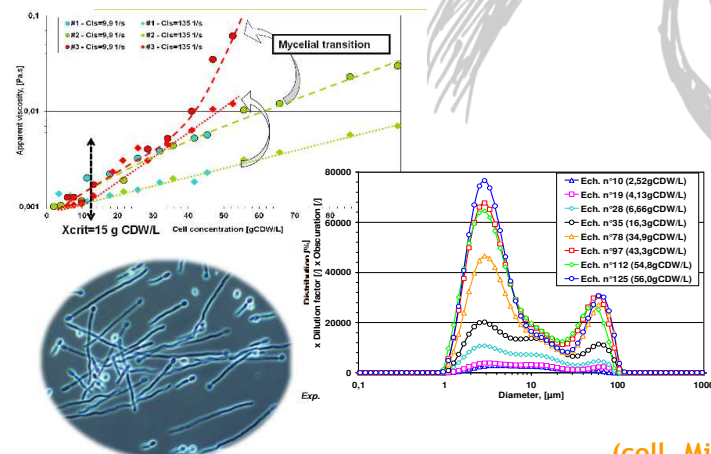 0,1
#1 - Cis=9,9 1/s
#1 - Cis=135 1/s
#2 - Cis=9,9 1/s
#2 - Cis=135 1/s
#3 - Cis=9,9 1/s
#3 - Cis=135 1/s
Mycelial transition
Apparent viscosity, [Pa.s]
0,01
0,001
0 10 20 30 40 50 60 70 80
Xcrit=15 g CDW/L
Cell concentration [gCDW/L]
80000
60000
40000
20000
0
Distribution [%]
x Dilution factor [/] x Obscuration [/]
Ech. n°10 (2,52gCDW/L)
Ech. n°19 (4,13gCDW/L)
Ech. n°28 (6,66gCDW/L)
Ech. n°35 (16,3gCDW/L)
Ech. n°78 (34,9gCDW/L)
Ech. n°97 (43,3gCDW/L)
Ech. n°112 (54,8gCDW/L)
Ech. n°125 (56,0gCDW/L)
0,1 1 10 100 1000
Exp.
Diameter, [µm]
(coll. Mi